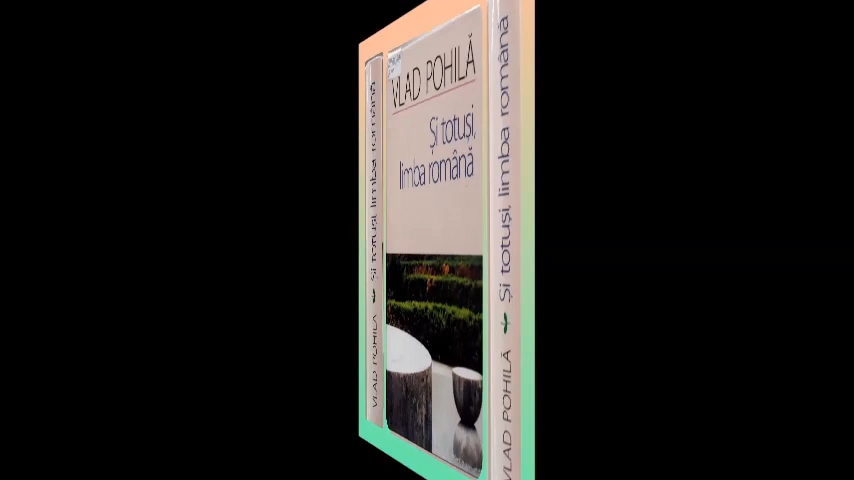 VLAD POHILĂ Și totuși, limba română
VLAD POHILĂ
Și totuși,
limba română
VLAD POHILĂ Și totuși, limba română